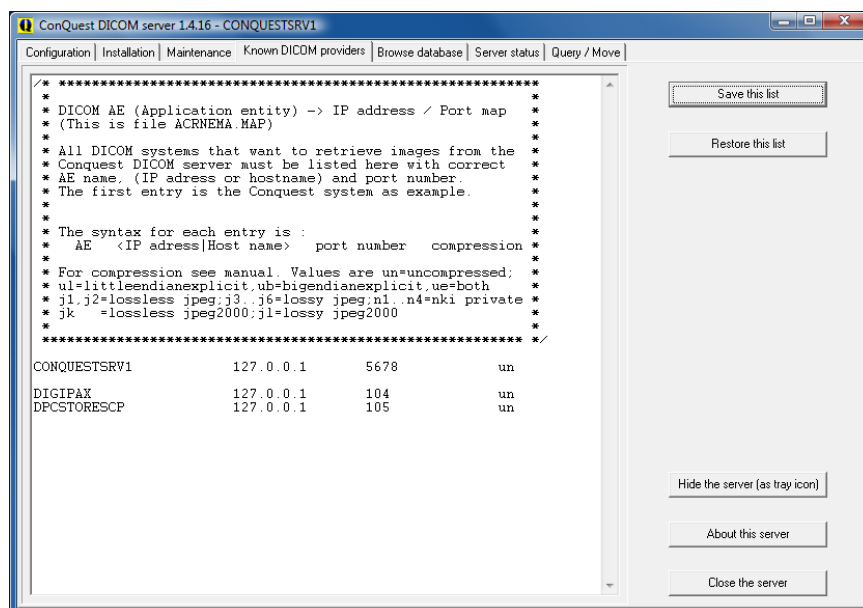 ConQuest DICOM server 1.4.16 - CONQUESTSRV1
Configuration | Installation | Maintenance | Known DICOM providers | Browse database | Server status | Query / Move
/* ************************************************************
* *
* DICOM AE (Application entity) -> IP address / Port map *
* (This is file ACRNEMA.MAP) *
* *
* All DICOM systems that want to retrieve images from the *
* Conquest DICOM server must be listed here with correct *
* AE name, (IP adress or hostname) and port number. *
* The first entry is the Conquest system as example. *
* *
* *
* The syntax for each entry is : *
* AE <IP adress|Host name> port number compression *
* *
* For compression see manual. Values are un=uncompressed; *
* ul=littleendianexplicit,ub=bigendianexplicit,ue=both *
* j1,j2=lossless jpeg;j3..j6=lossy jpeg;n1..n4=nki private *
* jk =lossless jpeg2000;jl=lossy jpeg2000 *
* *
************************************************************ */
CONQUESTSRV1 127.0.0.1 5678 un
DIGIPAX 127.0.0.1 104 un
DPCSTORESCP 127.0.0.1 105 un
Save this list
Restore this list
Hide the server (as tray icon)
About this server
Close the server